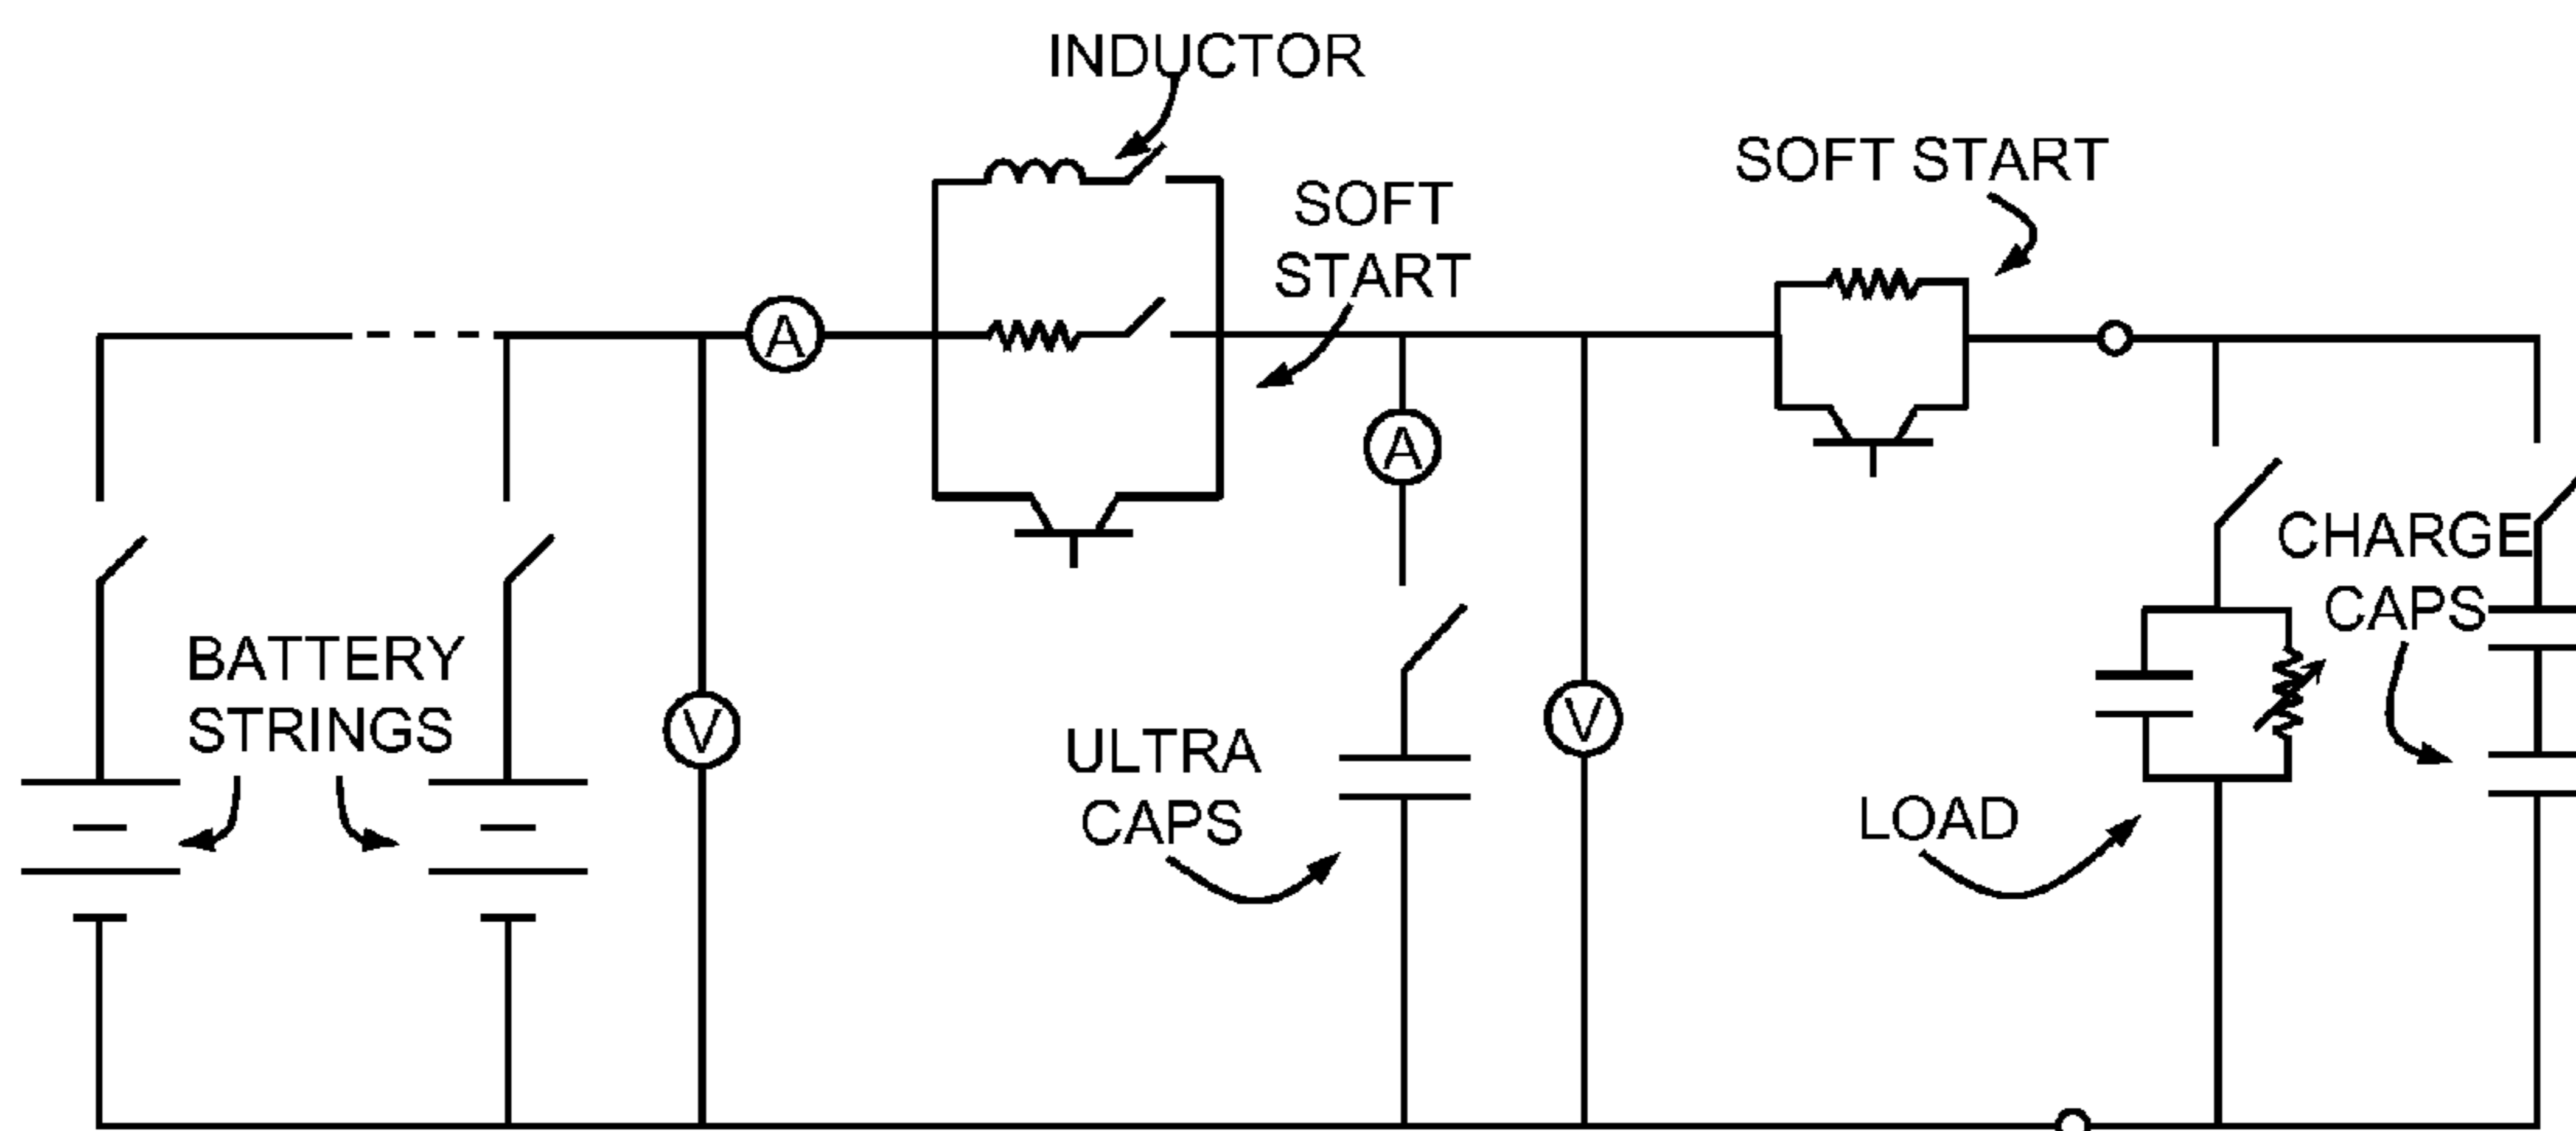 INDUCTOR
SOFT START
SOFT
START
A
A
BATTERY
STRINGS
V
V
ULTRA
CAPS
CHARGE
CAPS
LOAD